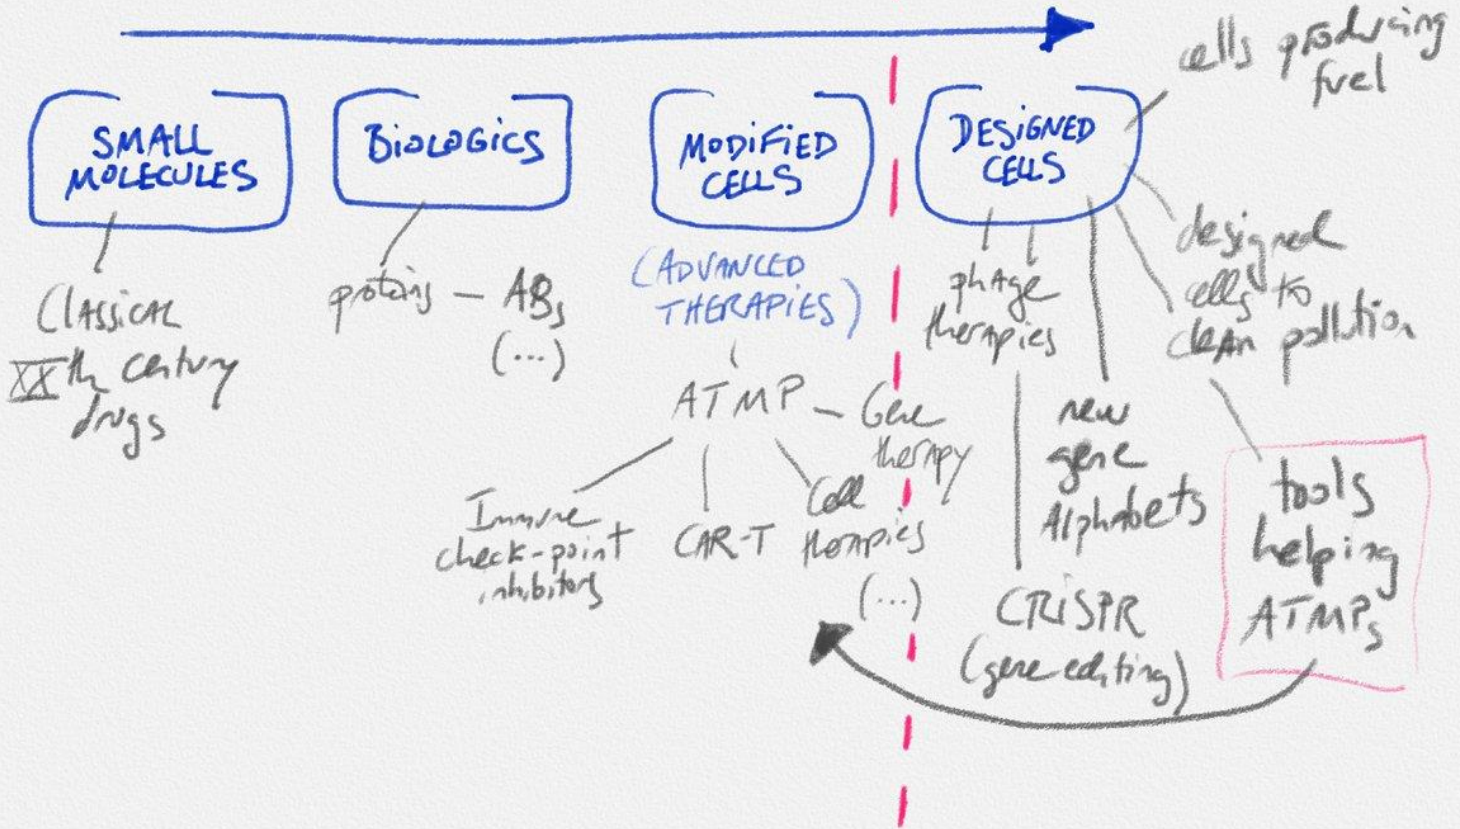 SMALL
MOLECULES
Classical
XXth century
drugs
BIOLOGICS
proteins — ABs
(...)
MODIFIED
CELLS
(ADVANCED
THERAPIES)
ATMP
Gene
therapy
Immune
check-point
inhibitors
CAR-T
Cell
therapies
(...)
DESIGNED
CELLS
cells producing
fuel
phage
therapies
designed
cells to
clean pollution
new
gene
Alphabets
CRISPR
(gene editing)
tools
helping
ATMPs